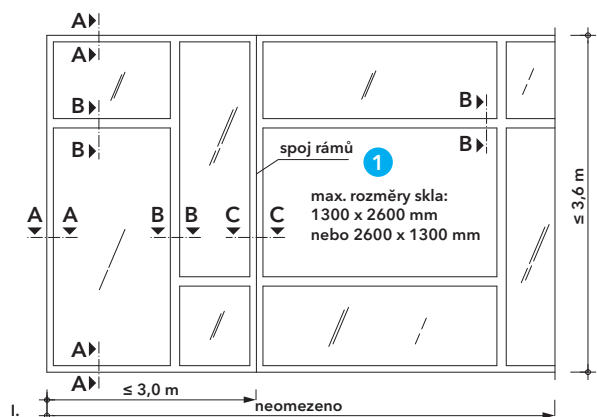 A
A
B
B
B
B
spoj rámů
1
max. rozměry skla:
1300 x 2600 mm
nebo 2600 x 1300 mm
≤ 3,6 m
A A B B C C
A
A
≤ 3,0 m
I.
neomezeno